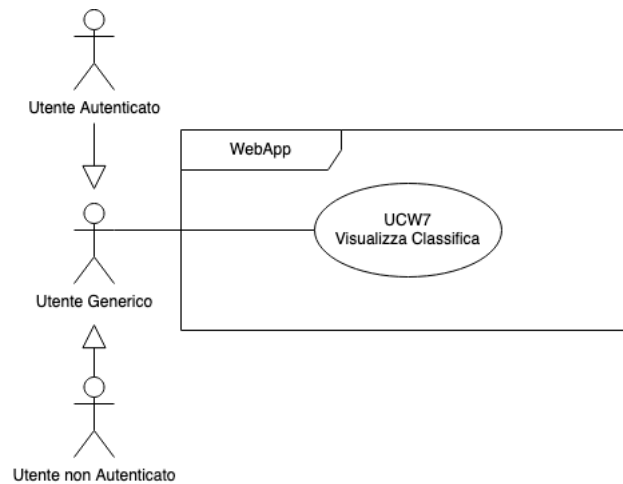 Utente Autenticato
WebApp
UCW7
Visualizza Classifica
Utente Generico
Utente non Autenticato